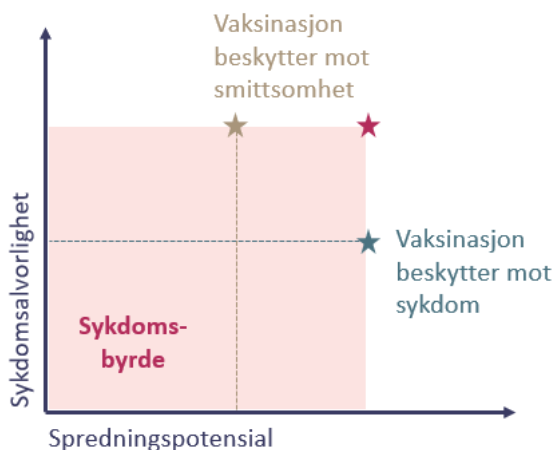 Vaksinasjon
beskytter mot
smittsomhet
Vaksinasjon
beskytter mot
sykdom
Sykdoms-
byrde
Sykdomsalvorlighet
Spredningspotensial